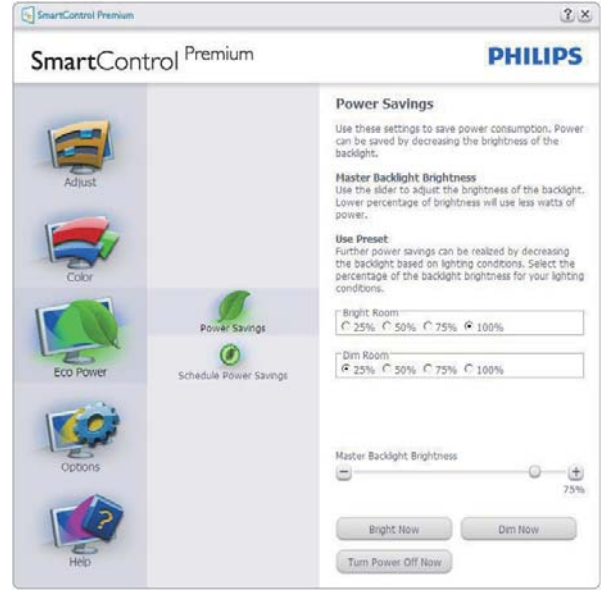 SmartControl Premium
? ×
SmartControl Premium
PHILIPS
Adjust
Color
Eco Power
Options
Help
Power Savings
Schedule Power Savings
Power Savings
Use these settings to save power consumption. Power
can be saved by decreasing the brightness of the
backlight.
Master Backlight Brightness
Use the slider to adjust the brightness of the backlight.
Lower percentage of brightness will use less watts of
power.
Use Preset
Further power savings can be realized by decreasing
the backlight based on lighting conditions. Select the
percentage of the backlight brightness for your lighting
conditions.
Bright Room
25% 50% 75% 100%
Dim Room
25% 50% 75% 100%
Master Backlight Brightness
75%
Bright Now Dim Now
Turn Power Off Now